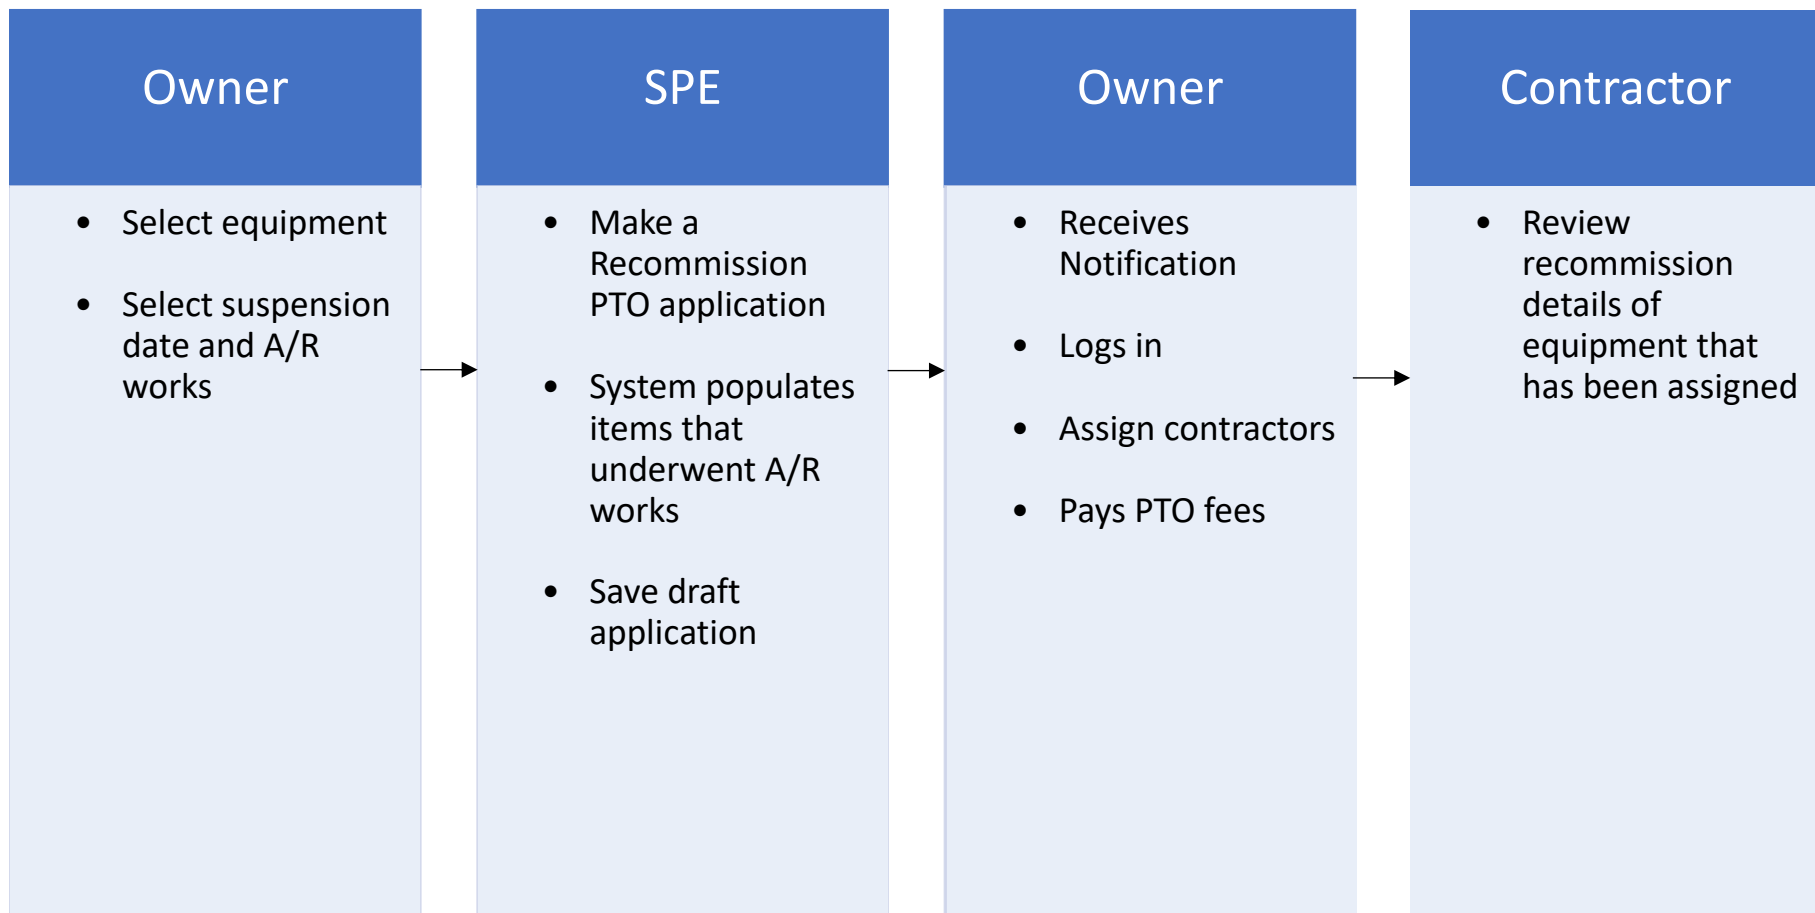 Owner
• Select equipment
• Select suspension
date and A/R
works
SPE
• Make a
Recommission
PTO application
• System populates
items that
underwent A/R
works
• Save draft
application
Owner
• Receives
Notification
• Logs in
• Assign contractors
• Pays PTO fees
Contractor
• Review
recommission
details of
equipment that
has been assigned